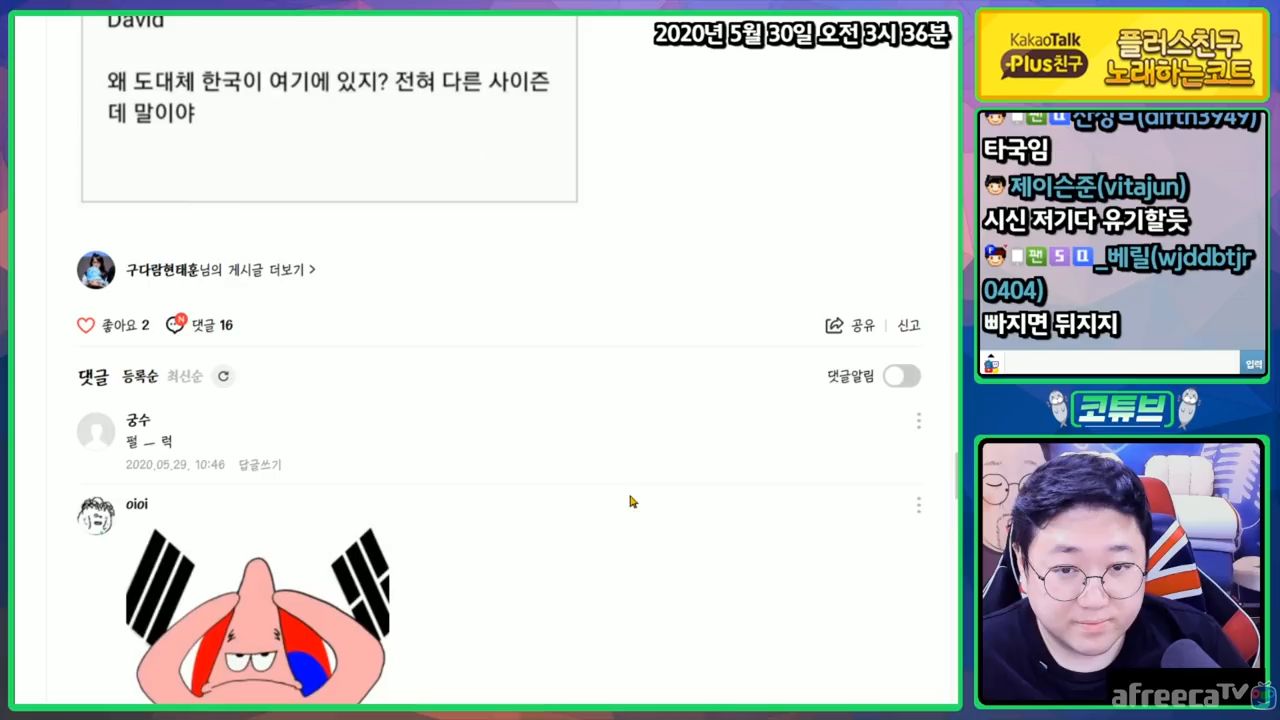 David
2020년 5월 30일 오전 3시 36분
왜 도대체 한국이 여기에 있지? 전혀 다른 사이즌
데 말이야
구다람현태훈님의 게시글 더보기 >
좋아요 2 N 댓글 16
공유 신고
댓글 등록순 최신순
댓글알림
궁수
펄 ㅡ 럭
2020.05.29. 10:46 답글쓰기
oioi
KakaoTalk
Plus친구
플러스친구
노래하는코트
타국임
제이슨준(vitajun)
시신 저기다 유기할듯
팬 5 _베릴(wjddbtjr
0404)
빠지면 뒤지지
입력
코튜브
afreecaTV